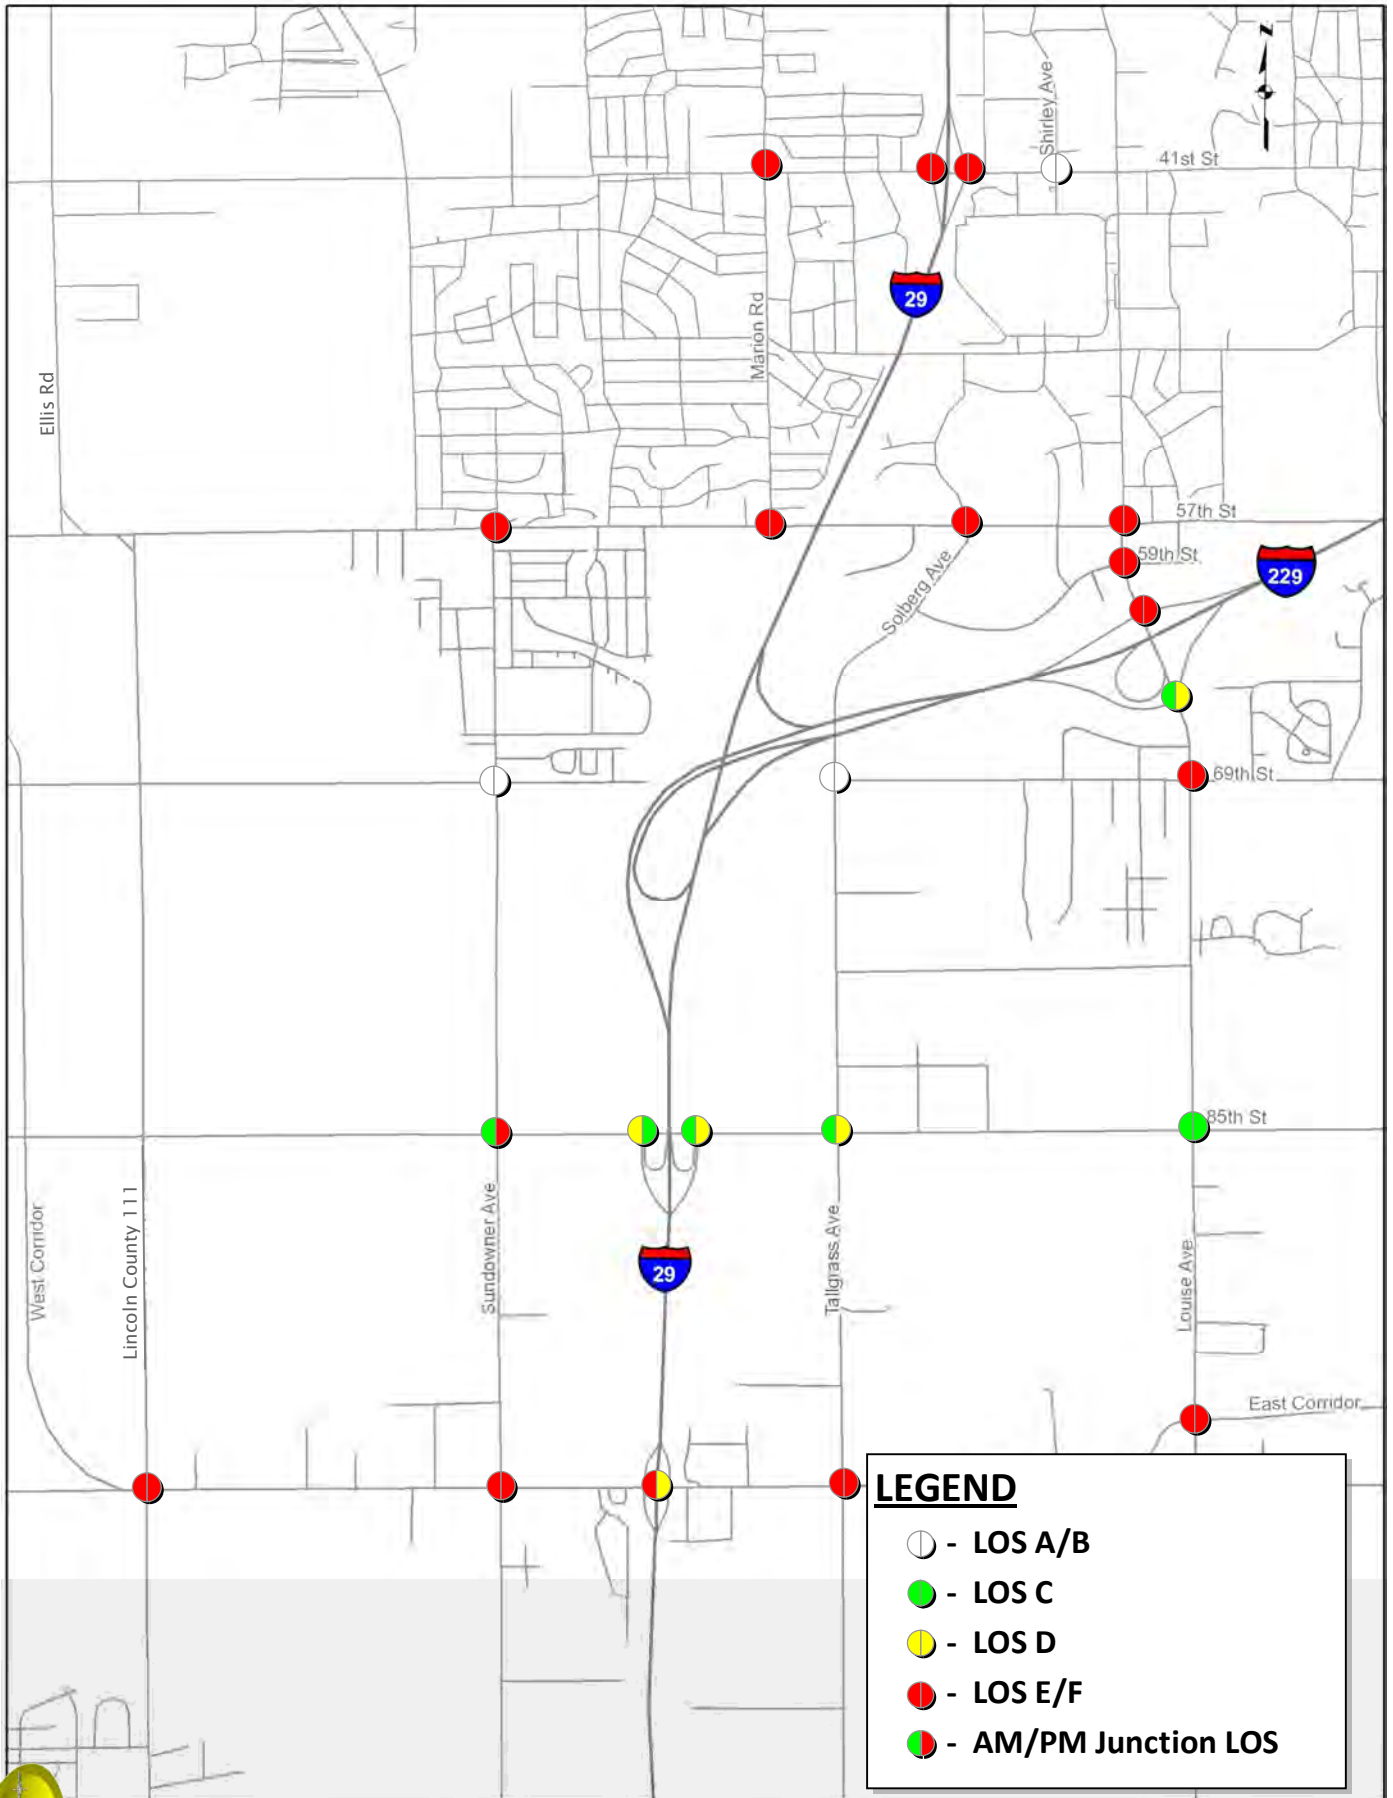 N
Shirley Ave
41st St
29
Marion Rd
Ellis Rd
57th St
59th St
229
Solberg Ave
69th St
85th St
West Corridor
Lincoln County 111
Sundowner Ave
29
Tallgrass Ave
Louise Ave
East Corridor
LEGEND
- LOS A/B
- LOS C
- LOS D
- LOS E/F
- AM/PM Junction LOS